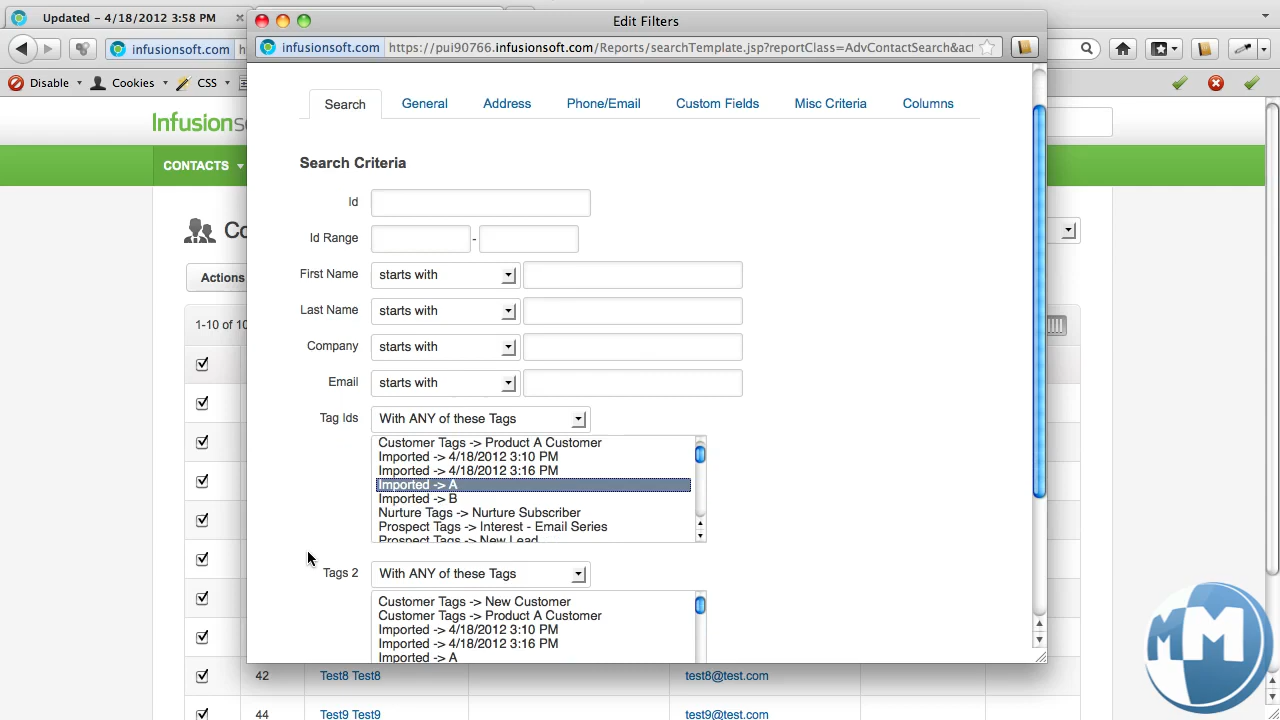 Updated – 4/18/2012 3:58 PM
Edit Filters
infusionsoft.com
infusionsoft.com https://pui90766.infusionsoft.com/Reports/searchTemplate.jsp?reportClass=AdvContactSearch&ac
Disable Cookies CSS
Search General Address Phone/Email Custom Fields Misc Criteria Columns
CONTACTS
Search Criteria
Id
Id Range -
Actions
First Name starts with
Last Name starts with
1-10 of 10
Company starts with
Email starts with
Tag Ids With ANY of these Tags
Customer Tags -> Product A Customer
Imported -> 4/18/2012 3:10 PM
Imported -> 4/18/2012 3:16 PM
Imported -> A
Imported -> B
Nurture Tags -> Nurture Subscriber
Prospect Tags -> Interest - Email Series
Prospect Tags -> New Lead
Tags 2 With ANY of these Tags
Customer Tags -> New Customer
Customer Tags -> Product A Customer
Imported -> 4/18/2012 3:10 PM
Imported -> 4/18/2012 3:16 PM
Imported -> A
42 Test8 Test8 test8@test.com
44 Test9 Test9 test9@test.com
M